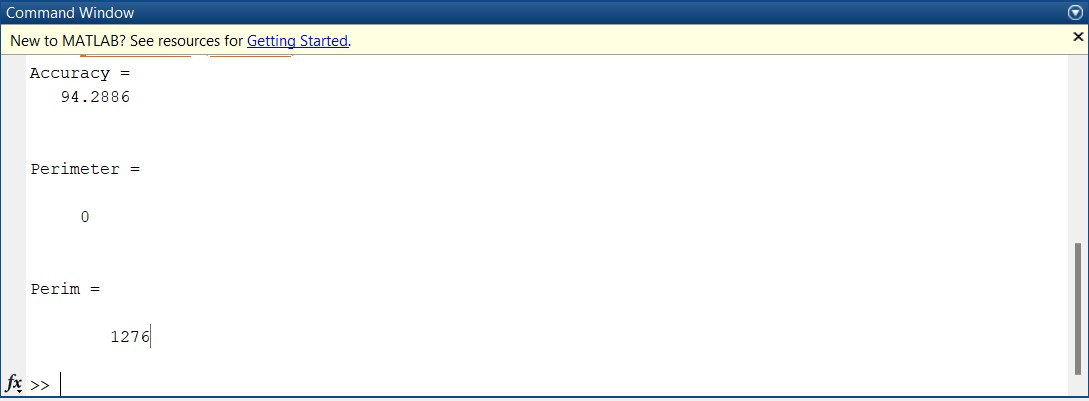 Command Window
New to MATLAB? See resources for Getting Started.
Accuracy =
94.2886
Perimeter =
0
Perim =
1276
fx >>